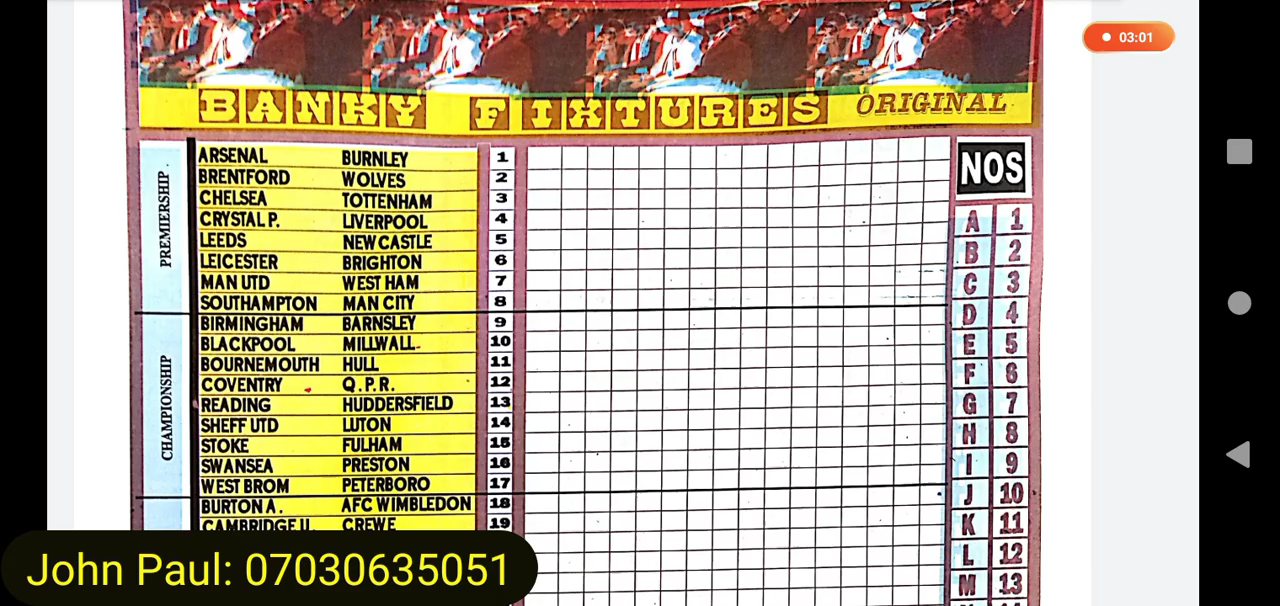 03:01
BANKY FIXTURES ORIGINAL
NOS
PREMIERSHIP
ARSENAL BURNLEY 1
BRENTFORD WOLVES 2
CHELSEA TOTTENHAM 3
CRYSTAL P. LIVERPOOL 4
LEEDS NEW CASTLE 5
LEICESTER BRIGHTON 6
MAN UTD WEST HAM 7
SOUTHAMPTON MAN CITY 8
CHAMPIONSHIP
BIRMINGHAM BARNSLEY 9
BLACKPOOL MILLWALL 10
BOURNEMOUTH HULL 11
COVENTRY Q.P.R. 12
READING HUDDERSFIELD 13
SHEFF UTD LUTON 14
STOKE FULHAM 15
SWANSEA PRESTON 16
WEST BROM PETERBORO 17
BURTON A. AFC WIMBLEDON 18
CAMBRIDGE U. CREWE 19
A 1
B 2
C 3
D 4
E 5
F 6
G 7
H 8
I 9
J 10
K 11
L 12
M 13
John Paul: 07030635051